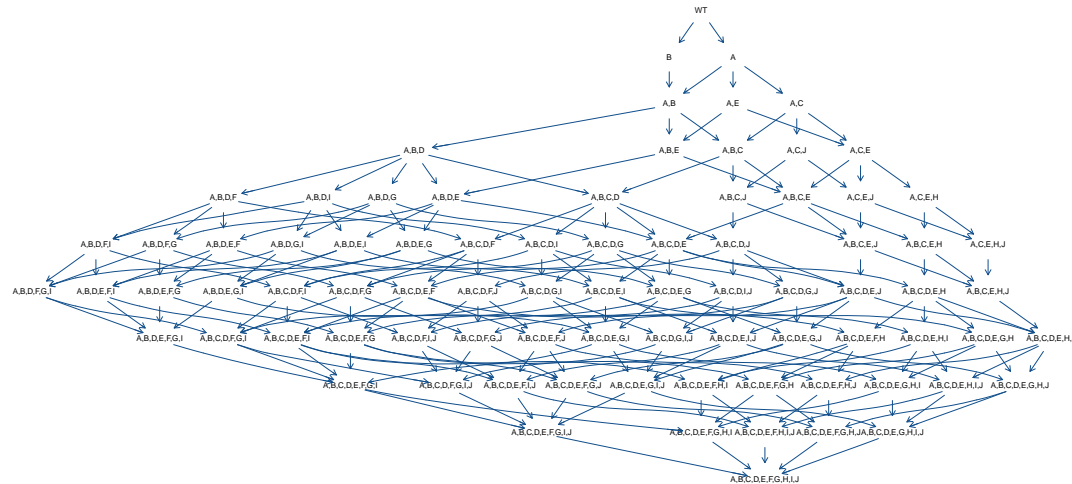 WT
B A
A,B A,E A,C
A,B,D A,B,E A,B,C A,C,J A,C,E
A,B,D,F A,B,D,I A,B,D,G A,B,D,E A,B,C,D A,B,C,J A,B,C,E A,C,E,J A,C,E,H
A,B,D,F,I A,B,D,F,G A,B,D,E,F A,B,D,G,I A,B,D,E,I A,B,D,E,G A,B,C,D,F A,B,C,D,I A,B,C,D,G A,B,C,D,E A,B,C,D,J A,B,C,E,J A,B,C,E,H A,C,E,H,J
A,B,D,F,G,I A,B,D,E,F,I A,B,D,E,F,G A,B,D,E,G,I A,B,C,D,F,I A,B,C,D,F,G A,B,C,D,E,F A,B,C,D,F,J A,B,C,D,G,I A,B,C,D,E,I A,B,C,D,E,G A,B,C,D,I,J A,B,C,D,G,J A,B,C,D,E,J A,B,C,D,E,H A,B,C,E,H,J
A,B,D,E,F,G,I A,B,C,D,F,G,I A,B,C,D,E,F,I A,B,C,D,E,F,G A,B,C,D,F,I,J A,B,C,D,F,G,J A,B,C,D,E,F,J A,B,C,D,E,G,I A,B,C,D,G,I,J A,B,C,D,E,I,J A,B,C,D,E,G,J A,B,C,D,E,F,H A,B,C,D,E,H,I A,B,C,D,E,G,H A,B,C,D,E,H,
A,B,C,D,E,F,G,I A,B,C,D,F,G,I,J A,B,C,D,E,F,I,J A,B,C,D,E,F,G,J A,B,C,D,E,G,I,J A,B,C,D,E,F,H,I A,B,C,D,E,F,G,H A,B,C,D,E,F,H,J A,B,C,D,E,G,H,I A,B,C,D,E,H,I,J A,B,C,D,E,G,H,J
A,B,C,D,E,F,G,I,J A,B,C,D,E,F,G,H,I A,B,C,D,E,F,H,I,J A,B,C,D,E,F,G,H,J A,B,C,D,E,G,H,I,J
A,B,C,D,E,F,G,H,I,J